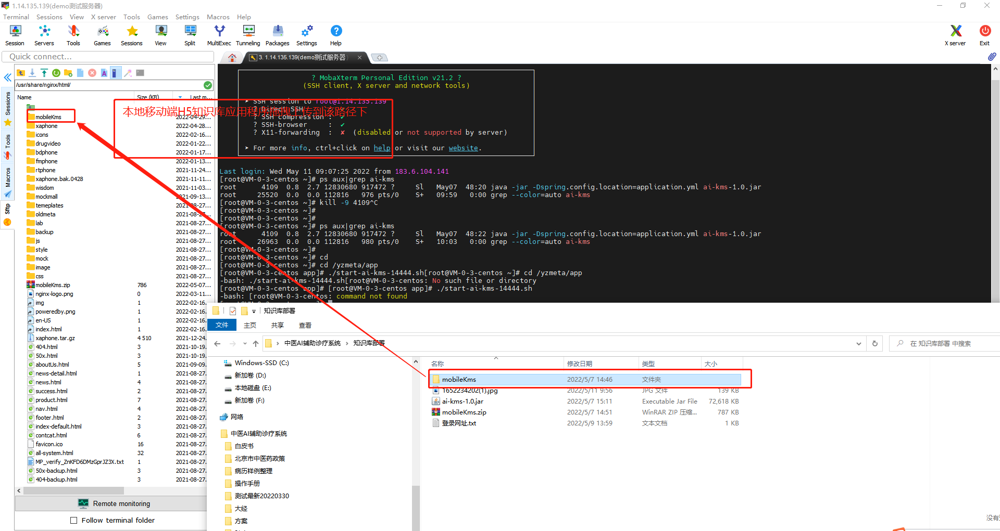 1.14.135.139(demo测试服务器)
Terminal Sessions View X server Tools Games Settings Macros Help
Session Servers Tools Games Sessions View Split MultiExec Tunneling Packages Settings Help X server Exit
Quick connect...
3. 1.14.135.139(demo测试服务器
/usr/share/nginx/html/
Name Size (KB) Last m...
Sessions
Tools
Macros
Sftp
本地移动端H5知识库应用程序拖拽上传到该路径下
mobileKms 2022-04-29...
xaphone 2022-04-28...
icons 2022-02-16...
drugvideo 2022-01-22...
bdphone 2022-01-17...
fmphone 2022-01-13...
rtphone 2021-11-24...
xaphone.bak.0428 2021-11-11...
wisdom 2021-11-03...
mockmall 2021-09-13...
temeplates 2021-08-27...
oldmeta 2021-08-27...
lab 2021-08-27...
backup 2021-08-27...
js 2021-08-27...
style 2021-08-27...
mock 2021-08-27...
image 2021-08-27...
css 2021-08-27...
mobileKms.zip 786 2022-05-07...
nginx-logo.png 0 2022-03-11...
img 1 2022-02-16...
poweredby.png 1 2022-02-16.
en-US 1 2022-02-16.
index.html 1 2022-02-16.
xaphone.tar.gz 4 510 2021-12-24.
404.html 3 2021-10-19.
50x.html 3 2021-10-19.
aboutUs.html 5 2021-09-09.
news-detail.html 1 2021-08-27.
news.html 4 2021-08-27.
success.html 2 2021-08-27.
product.html 7 2021-08-27.
nav.html 4 2021-08-27.
footer.html 2 2021-08-27.
index-default.html 3 2021-08-27.
contcat.html 6 2021-08-27.
favicon.ico 16 2021-08-27.
all-system.html 32 2021-08-27.
MP_verify_ZnKFD6DMzGprJZ3X.txt 1 2021-08-27.
50x-backup.html 3 2021-08-27.
404-backup.html 3 2021-08-27.
Remote monitoring
Follow terminal folder
? MobaXterm Personal Edition v21.2 ?
(SSH client, X server and network tools)
➤ SSH session to root@1.14.135.139
? Direct SSH : ✔
? SSH compression : ✔
? SSH-browser : ✔
? X11-forwarding : ✘ (disabled or not supported by server)
➤ For more info, ctrl+click on help or visit our website.
Last login: Wed May 11 09:07:25 2022 from 183.6.104.141
[root@VM-0-3-centos ~]# ps aux|grep ai-kms
root 4109 0.8 2.7 12830680 917472 ? Sl May07 48:20 java -jar -Dspring.config.location=application.yml ai-kms-1.0.jar
root 25520 0.0 0.0 112816 976 pts/0 S+ 09:59 0:00 grep --color=auto ai-kms
[root@VM-0-3-centos ~]# kill -9 4109^C
[root@VM-0-3-centos ~]#
[root@VM-0-3-centos ~]#
[root@VM-0-3-centos ~]# ps aux|grep ai-kms
root 4109 0.8 2.7 12830680 917472 ? Sl May07 48:22 java -jar -Dspring.config.location=application.yml ai-kms-1.0.jar
root 26963 0.0 0.0 112816 980 pts/0 S+ 10:03 0:00 grep --color=auto ai-kms
[root@VM-0-3-centos ~]#
[root@VM-0-3-centos ~]# cd
[root@VM-0-3-centos ~]# cd /yzmeta/app
[root@VM-0-3-centos app]# ./start-ai-kms-14444.sh[root@VM-0-3-centos ~]# cd /yzmeta/app
-bash: ./start-ai-kms-14444.sh[root@VM-0-3-centos: No such file or directory
[root@VM-0-3-centos app]# [root@VM-0-3-centos app]# ./start-ai-kms-14444.sh
-bash: [root@VM-0-3-centos: command not found
知识库部署
文件 主页 共享 查看
中医AI辅助诊疗系统 › 知识库部署
在 知识库部署 中搜索
Windows-SSD (C:)
新加卷 (D:)
本地磁盘 (E:)
新加卷 (F:)
网络
中医AI辅助诊疗系统
白皮书
北京市中医药政策
病历样例整理
操作手册
测试最新20220330
大经
方案
名称 修改日期 类型 大小
mobileKms 2022/5/7 14:46 文件夹
1652234202(1).jpg 2022/5/11 9:56 JPG 文件 139 KB
ai-kms-1.0.jar 2022/5/7 15:11 Executable Jar File 72,618 KB
mobileKms.zip 2022/5/7 14:51 WinRAR ZIP 压缩... 787 KB
登录网址.txt 2022/5/9 13:59 文本文档 1 KB
没有